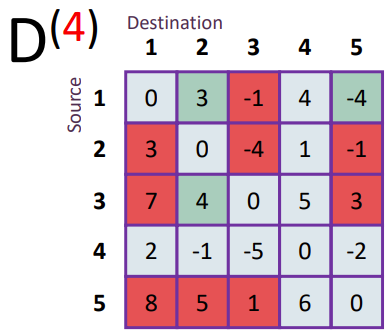 D(4)
Destination
1 2 3 4 5
Source
1 0 3 -1 4 -4
2 3 0 -4 1 -1
3 7 4 0 5 3
4 2 -1 -5 0 -2
5 8 5 1 6 0